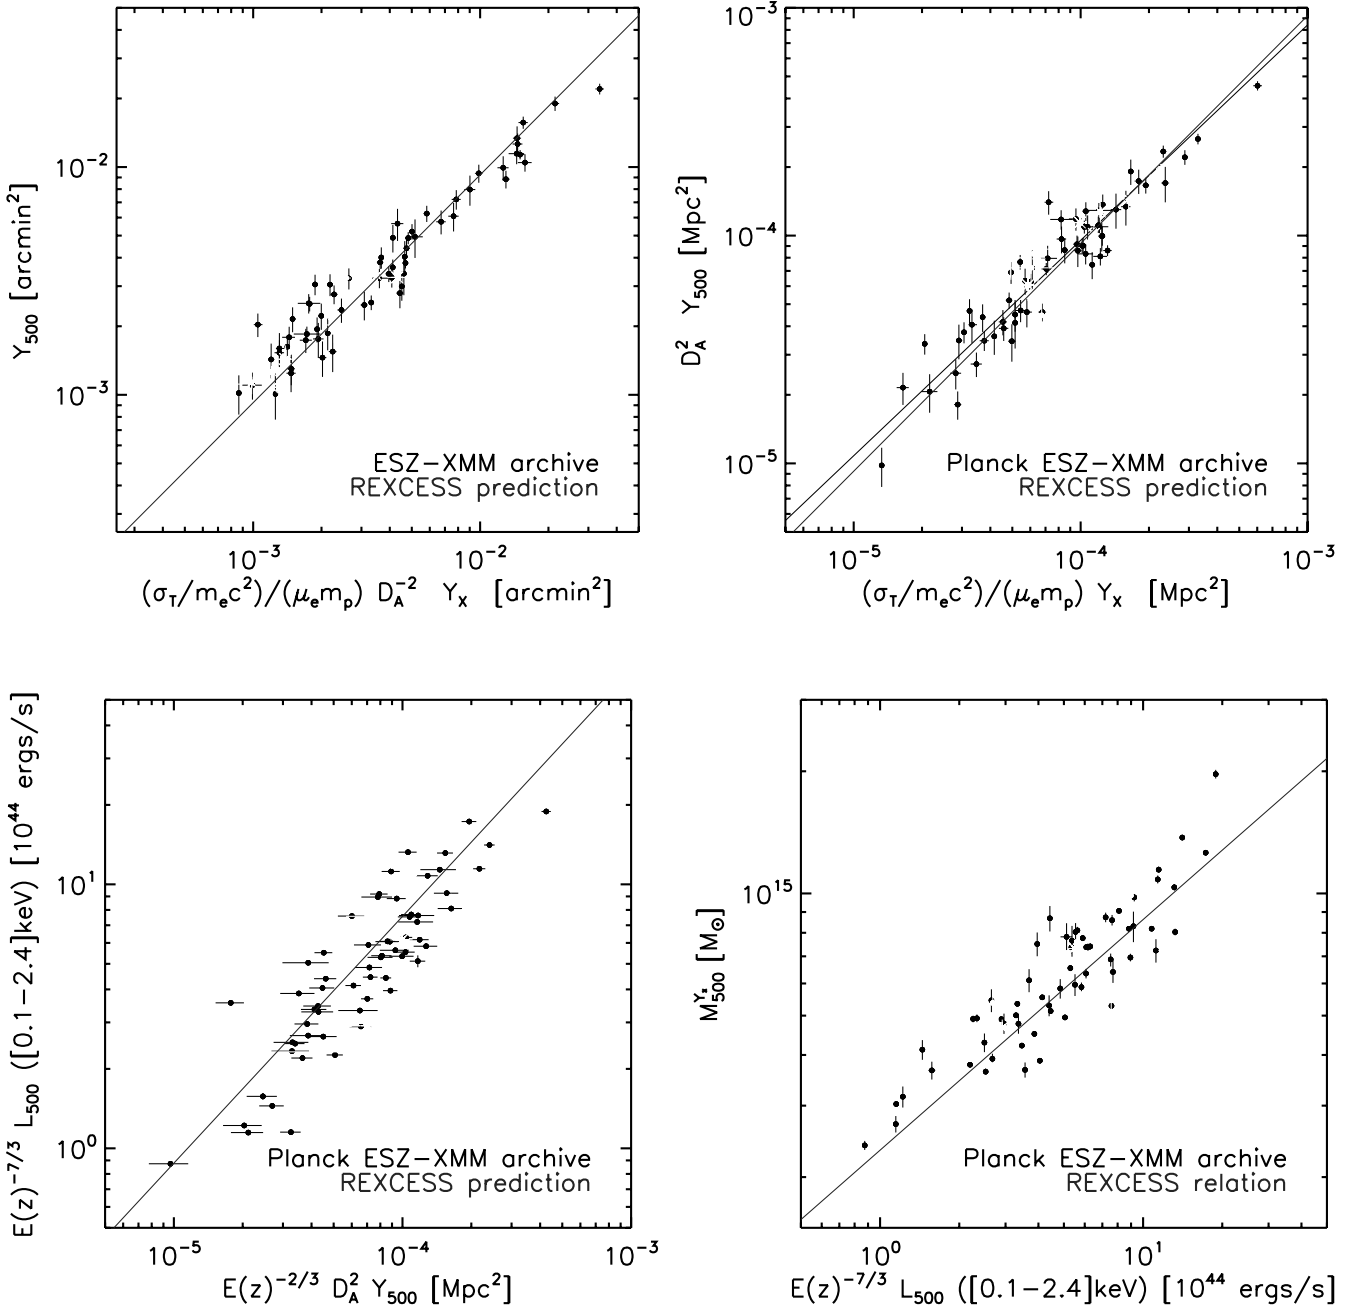 10⁻²
10⁻³
Y₅₀₀ [arcmin²]
ESZ−XMM archive
REXCESS prediction
10⁻³ 10⁻²
(σ_T/m_ec²)/(μ_em_p) D_A⁻² Y_X [arcmin²]
10⁻³
10⁻⁴
10⁻⁵
D_A² Y₅₀₀ [Mpc²]
Planck ESZ−XMM archive
REXCESS prediction
10⁻⁵ 10⁻⁴ 10⁻³
(σ_T/m_ec²)/(μ_em_p) Y_X [Mpc²]
10¹
10⁰
E(z)⁻⁷/³ L₅₀₀ ([0.1−2.4]keV) [10⁴⁴ ergs/s]
Planck ESZ−XMM archive
REXCESS prediction
10⁻⁵ 10⁻⁴ 10⁻³
E(z)⁻²/³ D_A² Y₅₀₀ [Mpc²]
10¹⁵
M₅₀₀^Yx [M⊙]
Planck ESZ−XMM archive
REXCESS relation
10⁰ 10¹
E(z)⁻⁷/³ L₅₀₀ ([0.1−2.4]keV) [10⁴⁴ ergs/s]